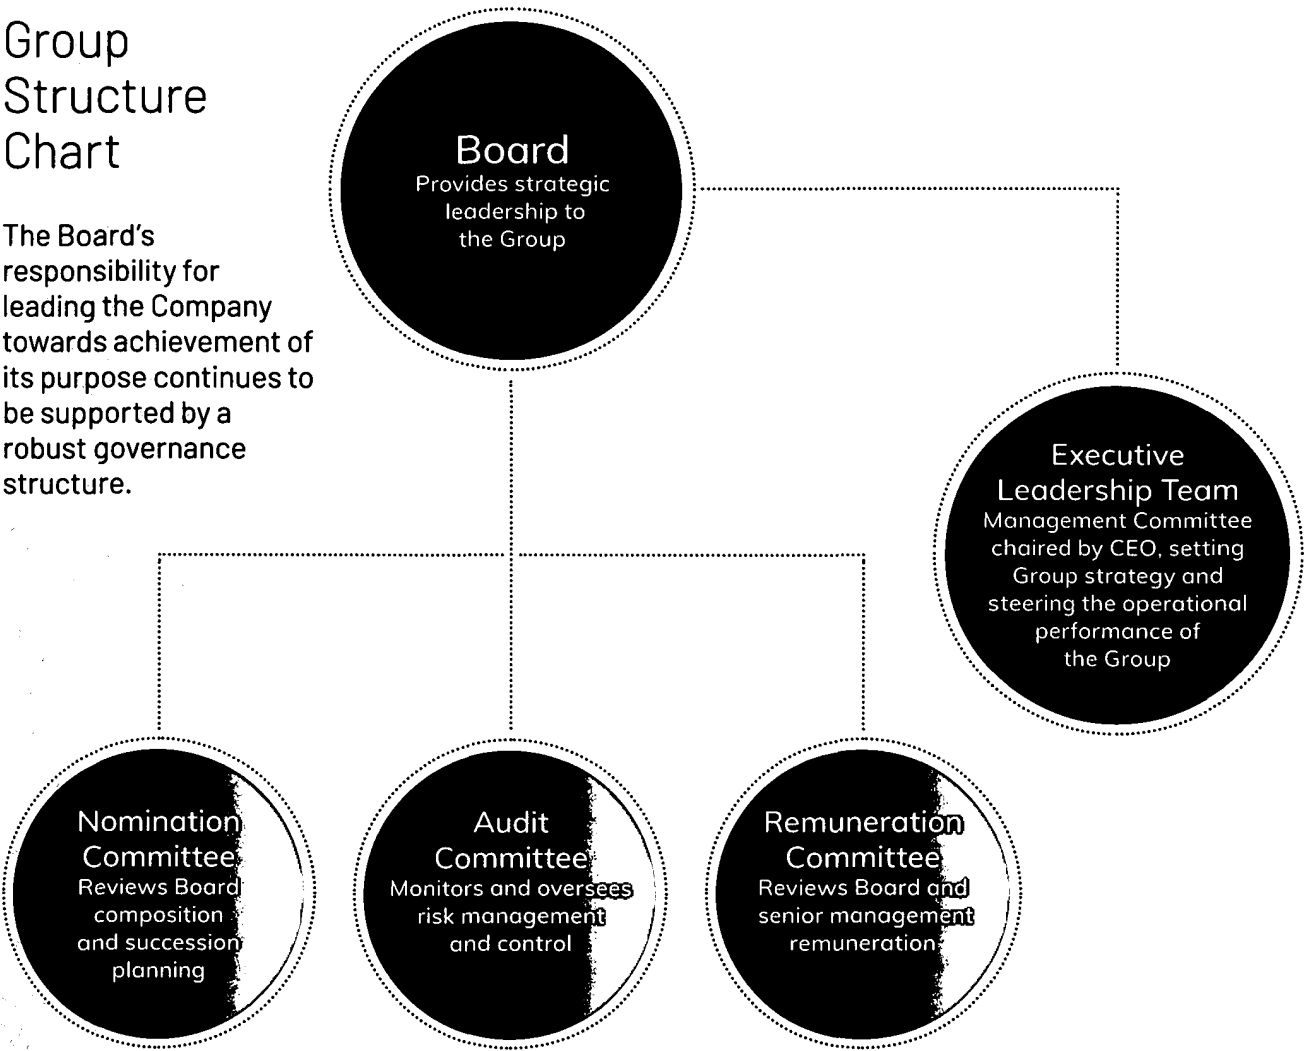 Group
Structure
Chart
The Board's
responsibility for
leading the Company
towards achievement of
its purpose continues to
be supported by a
robust governance
structure.
Board
Provides strategic
leadership to
the Group
Executive
Leadership Team
Management Committee
chaired by CEO, setting
Group strategy and
steering the operational
performance of
the Group
Nomination
Committee
Reviews Board
composition
and succession
planning
Audit
Committee
Monitors and oversees
risk management
and control
Remuneration
Committee
Reviews Board and
senior management
remuneration